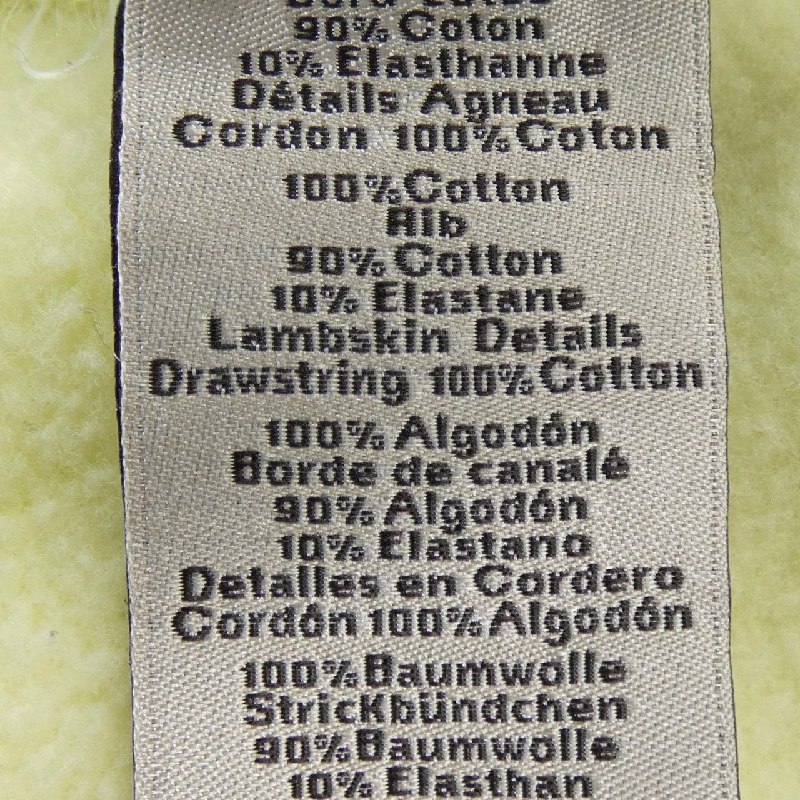 Bord Côtes
90% Coton
10% Elasthanne
Détails Agneau
Cordon 100% Coton
100% Cotton
Rib
90% Cotton
10% Elastane
Lambskin Details
Drawstring 100% Cotton
100% Algodón
Borde de canalé
90% Algodón
10% Elastano
Detalles en Cordero
Cordón 100% Algodón
100% Baumwolle
Strickbündchen
90% Baumwolle
10% Elasthan